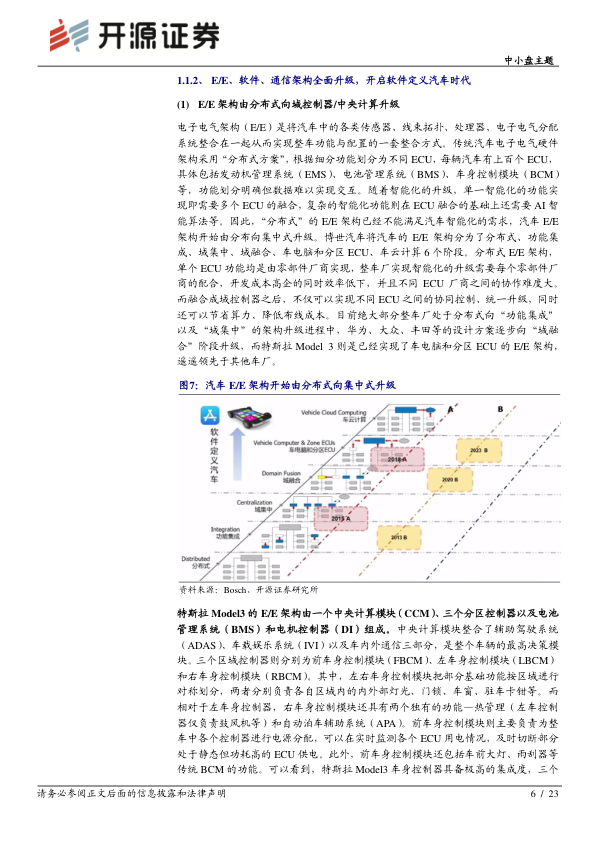 开源证券
中小盘主题
1.1.2、 E/E、软件、通信架构全面升级，开启软件定义汽车时代
(1) E/E 架构由分布式向域控制器/中央计算升级
电子电气架构（E/E）是将汽车中的各类传感器、线束拓扑、处理器、电子电气分配
系统整合在一起从而实现整车功能与配置的一套整合方式。传统汽车电子电气硬件
架构采用“分布式方案”，根据细分功能划分为不同 ECU，每辆汽车有上百个 ECU，
具体包括发动机管理系统（EMS）、电池管理系统（BMS）、车身控制模块（BCM）
等，功能划分明确但数据难以实现交互。随着智能化的升级，单一智能化的功能实
现即需要多个 ECU 的融合，复杂的智能化功能则在 ECU 融合的基础上还需要 AI 智
能算法等。因此，“分布式”的 E/E 架构已经不能满足汽车智能化的需求，汽车 E/E
架构开始由分布向集中式升级。博世汽车将汽车的 E/E 架构分为了分布式、功能集
成、域集中、域融合、车电脑和分区 ECU、车云计算 6 个阶段。分布式 E/E 架构，
单个 ECU 功能均是由零部件厂商实现，整车厂实现智能化的升级需要每个零部件厂
商的配合，开发成本高企的同时效率低下，并且不同 ECU 厂商之间的协作难度大。
而融合成域控制器之后，不仅可以实现不同 ECU 之间的协同控制、统一升级，同时
还可以节省算力、降低布线成本。目前绝大部分整车厂处于分布式向“功能集成”
以及“域集中”的架构升级进程中，华为、大众、丰田等的设计方案逐步向“域融
合”阶段升级，而特斯拉 Model 3 则是已经实现了车电脑和分区 ECU 的 E/E 架构，
遥遥领先于其他车厂。
图7：汽车 E/E 架构开始由分布式向集中式升级
软件定义汽车
Vehicle Cloud Computing
车云计算
A
B
Vehicle Computer & Zone ECUs
车电脑和分区ECU
2018 A
2023 B
Domain Fusion
域融合
2020 B
Centralization
域集中
2015 A
Integration
功能集成
2013 B
Distributed
分布式
资料来源：Bosch、开源证券研究所
特斯拉 Model3 的 E/E 架构由一个中央计算模块（CCM）、三个分区控制器以及电池
管理系统（BMS）和电机控制器（DI）组成。中央计算模块整合了辅助驾驶系统
（ADAS）、车载娱乐系统（IVI）以及车内外通信三部分，是整个车辆的最高决策模
块。三个区域控制器则分别为前车身控制模块（FBCM）、左车身控制模块（LBCM）
和右车身控制模块（RBCM）。其中，左右车身控制模块把部分基础功能按区域进行
对称划分，两者分别负责各自区域内的内外部灯光、门锁、车窗、驻车卡钳等。而
相对于左车身控制器，右车身控制模块还具有两个独有的功能—热管理（左车控制
器仅负责鼓风机等）和自动泊车辅助系统（APA）。前车身控制模块则主要负责为整
车中各个控制器进行电源分配，可以在实时监测各个 ECU 用电情况，及时切断部分
处于静态但功耗高的 ECU 供电。此外，前车身控制模块还包括车前大灯、雨刮器等
传统 BCM 的功能。可以看到，特斯拉 Model3 车身控制器具备极高的集成度，三个
请务必参阅正文后面的信息披露和法律声明
6 / 23